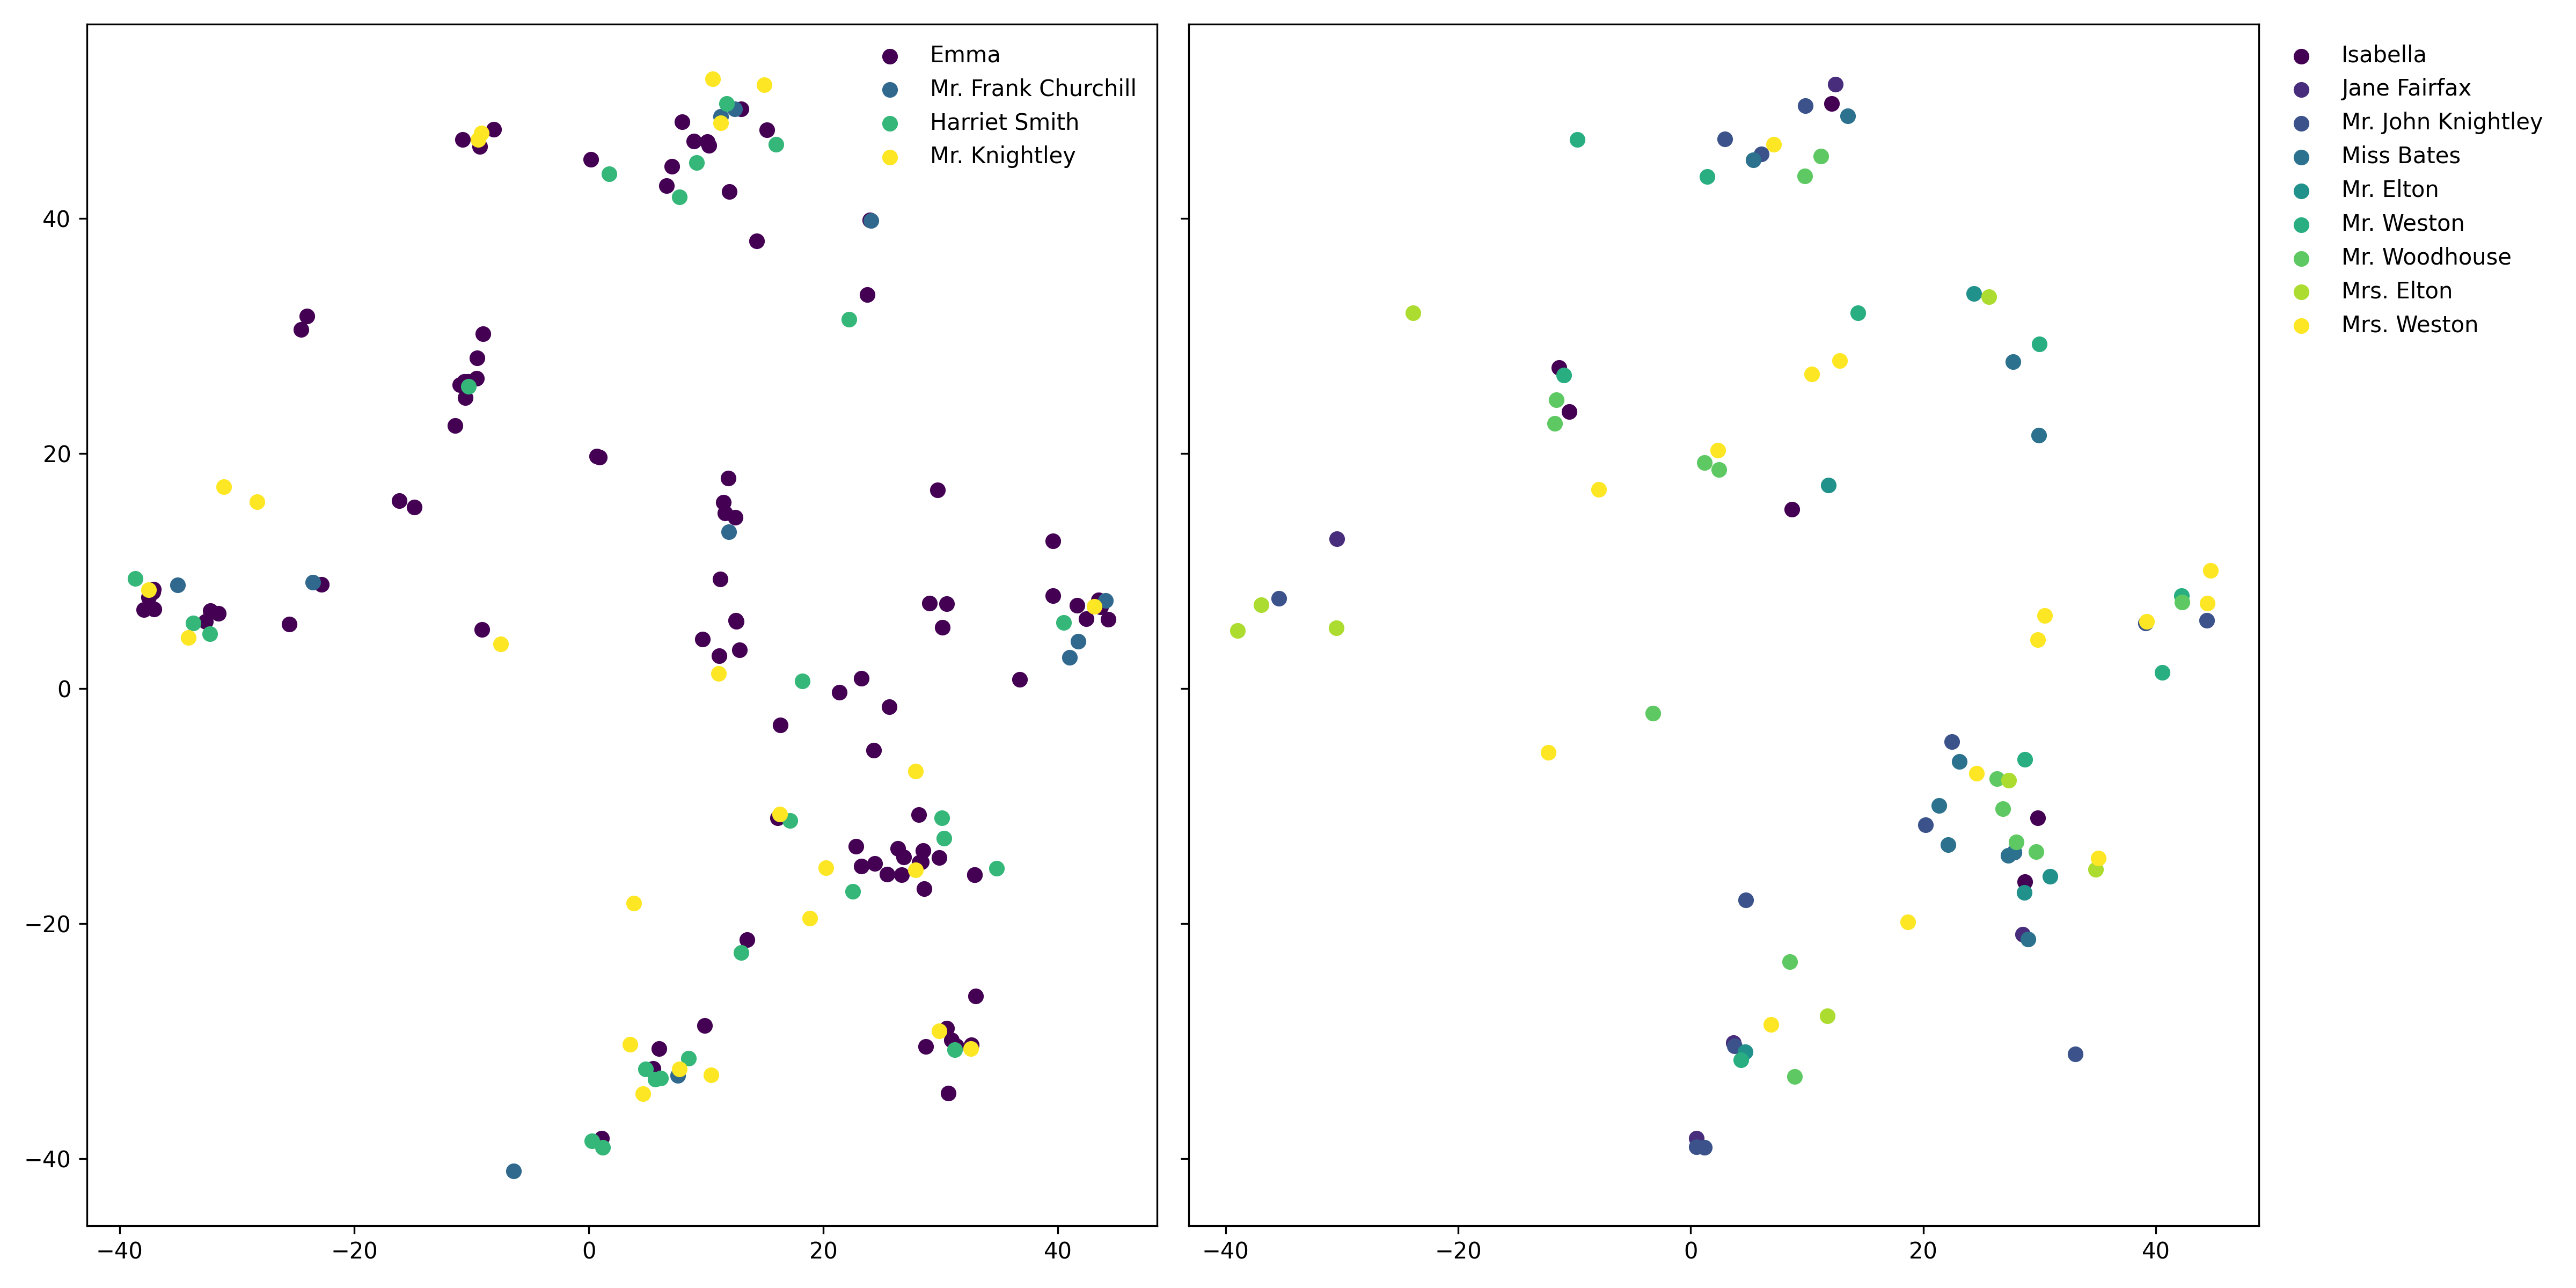 Emma
Mr. Frank Churchill
Harriet Smith
Mr. Knightley
40
20
0
−20
−40
−40 −20 0 20 40
Isabella
Jane Fairfax
Mr. John Knightley
Miss Bates
Mr. Elton
Mr. Weston
Mr. Woodhouse
Mrs. Elton
Mrs. Weston
−40 −20 0 20 40